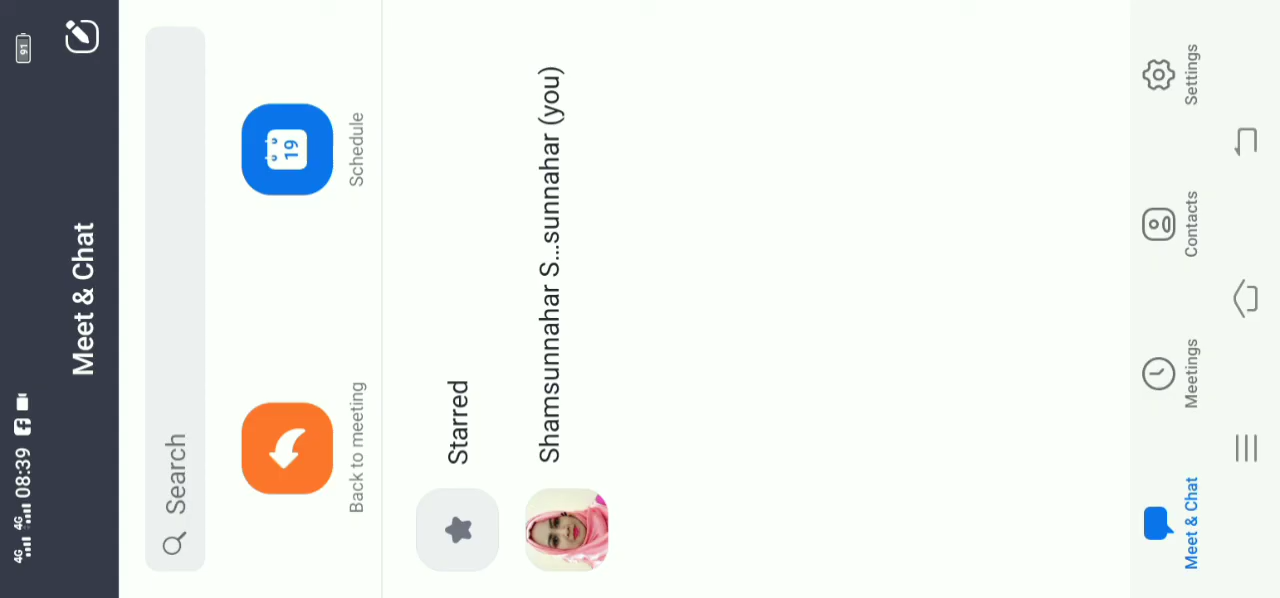 4G 4G 08:39 91
Meet & Chat
Search
19
Back to meeting Schedule
Starred
Shamsunnahar S...sunnahar (you)
Meet & Chat Meetings Contacts Settings